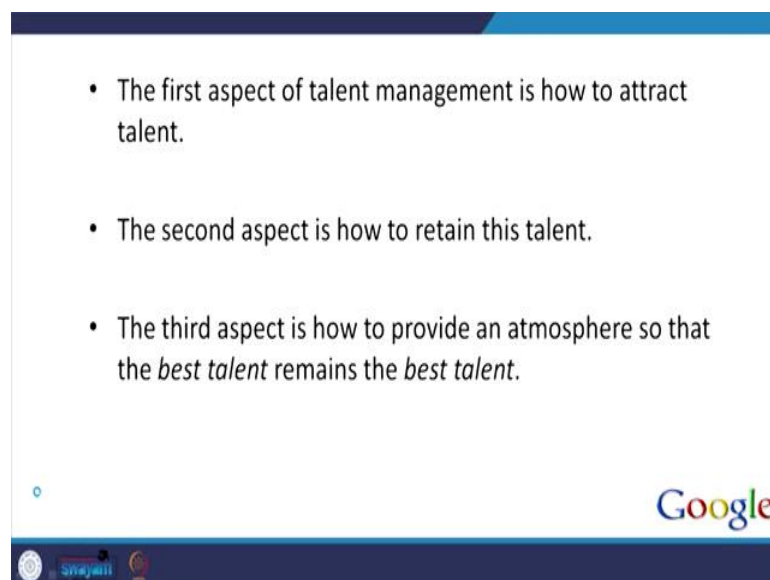 • The first aspect of talent management is how to attract
talent.
• The second aspect is how to retain this talent.
• The third aspect is how to provide an atmosphere so that
the best talent remains the best talent.
Google
swayam